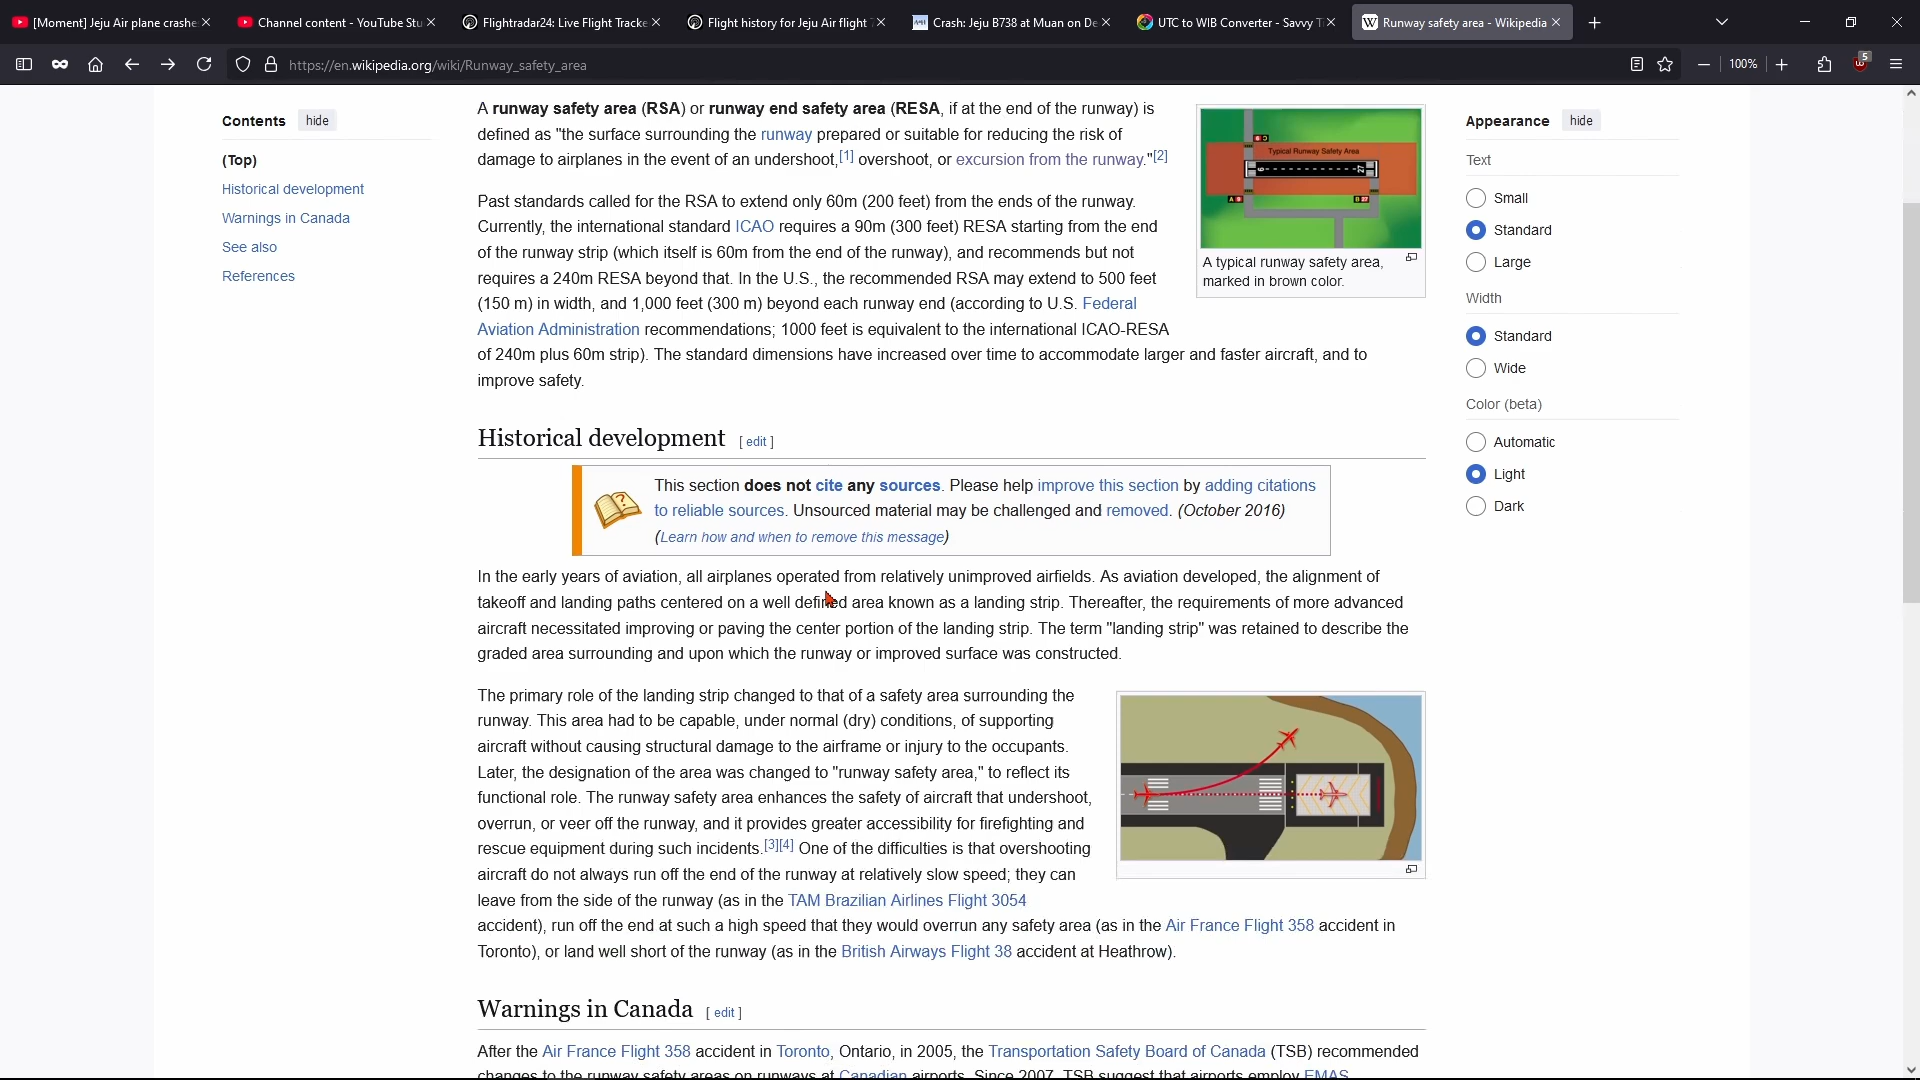 [Moment] Jeju Air plane crashe
Channel content - YouTube Stu
Flightradar24: Live Flight Tracke
Flight history for Jeju Air flight 7
Crash: Jeju B738 at Muan on De
UTC to WIB Converter - Savvy Ti
Runway safety area - Wikipedia
https://en.wikipedia.org/wiki/Runway_safety_area
100%
5
Contents hide
(Top)
Historical development
Warnings in Canada
See also
References
A runway safety area (RSA) or runway end safety area (RESA, if at the end of the runway) is
defined as "the surface surrounding the runway prepared or suitable for reducing the risk of
damage to airplanes in the event of an undershoot,[1] overshoot, or excursion from the runway."[2]
Past standards called for the RSA to extend only 60m (200 feet) from the ends of the runway.
Currently, the international standard ICAO requires a 90m (300 feet) RESA starting from the end
of the runway strip (which itself is 60m from the end of the runway), and recommends but not
requires a 240m RESA beyond that. In the U.S., the recommended RSA may extend to 500 feet
(150 m) in width, and 1,000 feet (300 m) beyond each runway end (according to U.S. Federal
Aviation Administration recommendations; 1000 feet is equivalent to the international ICAO-RESA
of 240m plus 60m strip). The standard dimensions have increased over time to accommodate larger and faster aircraft, and to
improve safety.
Typical Runway Safety Area
9
27
A typical runway safety area,
marked in brown color.
Historical development [ edit ]
This section does not cite any sources. Please help improve this section by adding citations
to reliable sources. Unsourced material may be challenged and removed. (October 2016)
(Learn how and when to remove this message)
In the early years of aviation, all airplanes operated from relatively unimproved airfields. As aviation developed, the alignment of
takeoff and landing paths centered on a well defined area known as a landing strip. Thereafter, the requirements of more advanced
aircraft necessitated improving or paving the center portion of the landing strip. The term "landing strip" was retained to describe the
graded area surrounding and upon which the runway or improved surface was constructed.
The primary role of the landing strip changed to that of a safety area surrounding the
runway. This area had to be capable, under normal (dry) conditions, of supporting
aircraft without causing structural damage to the airframe or injury to the occupants.
Later, the designation of the area was changed to "runway safety area," to reflect its
functional role. The runway safety area enhances the safety of aircraft that undershoot,
overrun, or veer off the runway, and it provides greater accessibility for firefighting and
rescue equipment during such incidents.[3][4] One of the difficulties is that overshooting
aircraft do not always run off the end of the runway at relatively slow speed; they can
leave from the side of the runway (as in the TAM Brazilian Airlines Flight 3054
accident), run off the end at such a high speed that they would overrun any safety area (as in the Air France Flight 358 accident in
Toronto), or land well short of the runway (as in the British Airways Flight 38 accident at Heathrow).
Warnings in Canada [ edit ]
After the Air France Flight 358 accident in Toronto, Ontario, in 2005, the Transportation Safety Board of Canada (TSB) recommended
changes to the runway safety areas on runways at Canadian airports. Since 2007, TSB suggest that airports employ EMAS
Appearance hide
Text
Small
Standard
Large
Width
Standard
Wide
Color (beta)
Automatic
Light
Dark